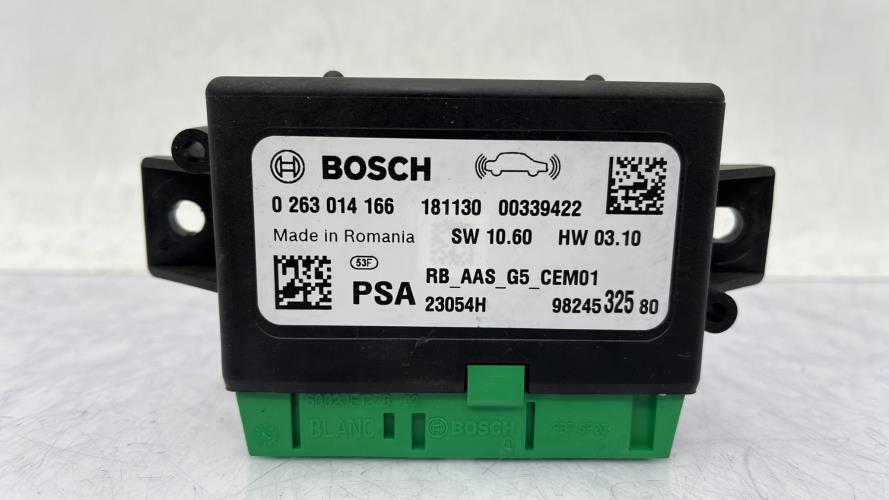 BOSCH
0 263 014 166 181130 00339422
Made in Romania SW 10.60 HW 03.10
53F
PSA RB_AAS_G5_CEM01
23054H 98245 325 80
BLANC BOSCH